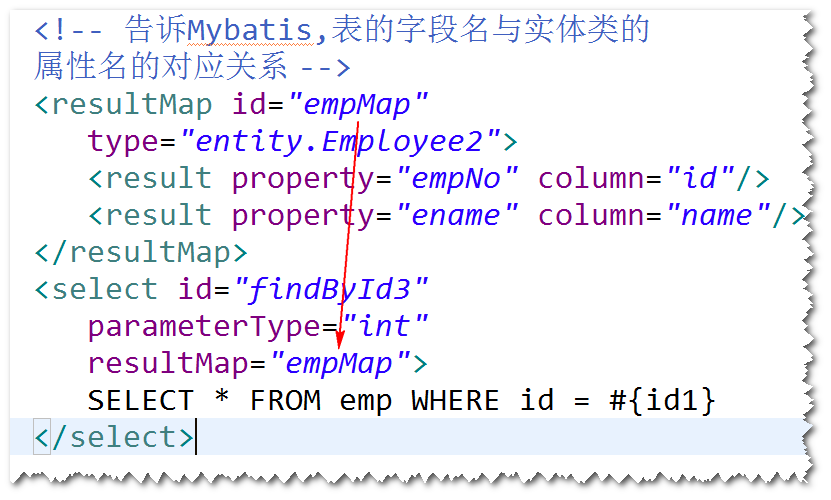 <!-- 告诉Mybatis,表的字段名与实体类的
属性名的对应关系 -->
<resultMap id="empMap"
type="entity.Employee2">
<result property="empNo" column="id"/>
<result property="ename" column="name"/>
</resultMap>
<select id="findById3"
parameterType="int"
resultMap="empMap">
SELECT * FROM emp WHERE id = #{id1}
</select>